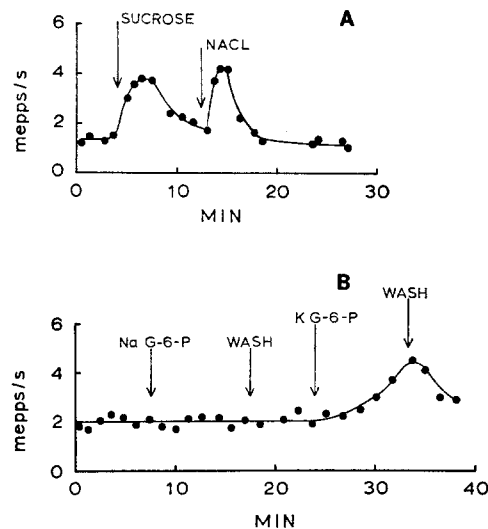 A
SUCROSE
NACL
mepps/s
6
4
2
0
0 10 20 30
MIN
B
Na G-6-P
WASH
K G-6-P
WASH
mepps/s
6
4
2
0
0 10 20 30 40
MIN